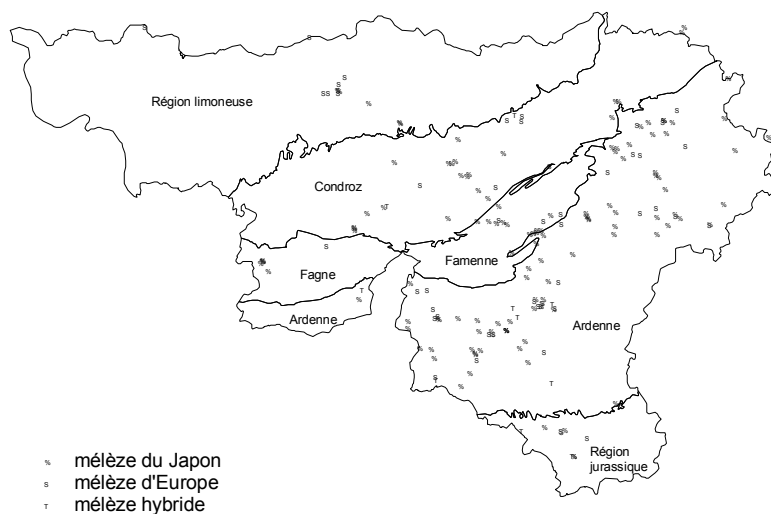 Région limoneuse
Condroz
Famenne
Fagne
Ardenne
Ardenne
Région
jurassique
% mélèze du Japon
S mélèze d'Europe
T mélèze hybride